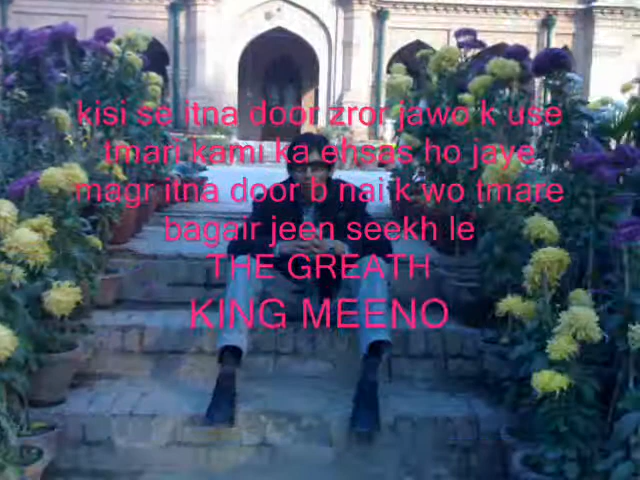 kisi se itna door zror jawo k use
tmari kami ka ehsas ho jaye
magr itna door b nai k wo tmare
bagair jeen seekh le
THE GREATH
KING MEENO